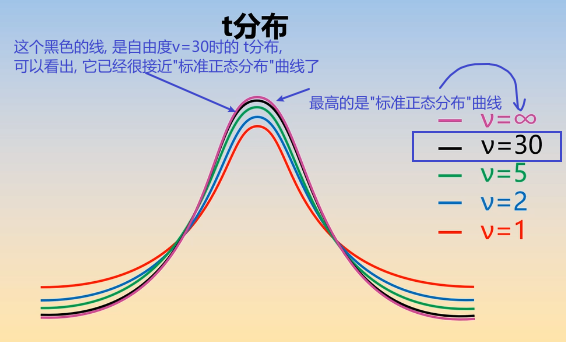 t分布
这个黑色的线, 是自由度v=30时的 t分布,
可以看出, 它已经很接近"标准正态分布"曲线了
最高的是"标准正态分布"曲线
ν=∞
ν=30
ν=5
ν=2
ν=1